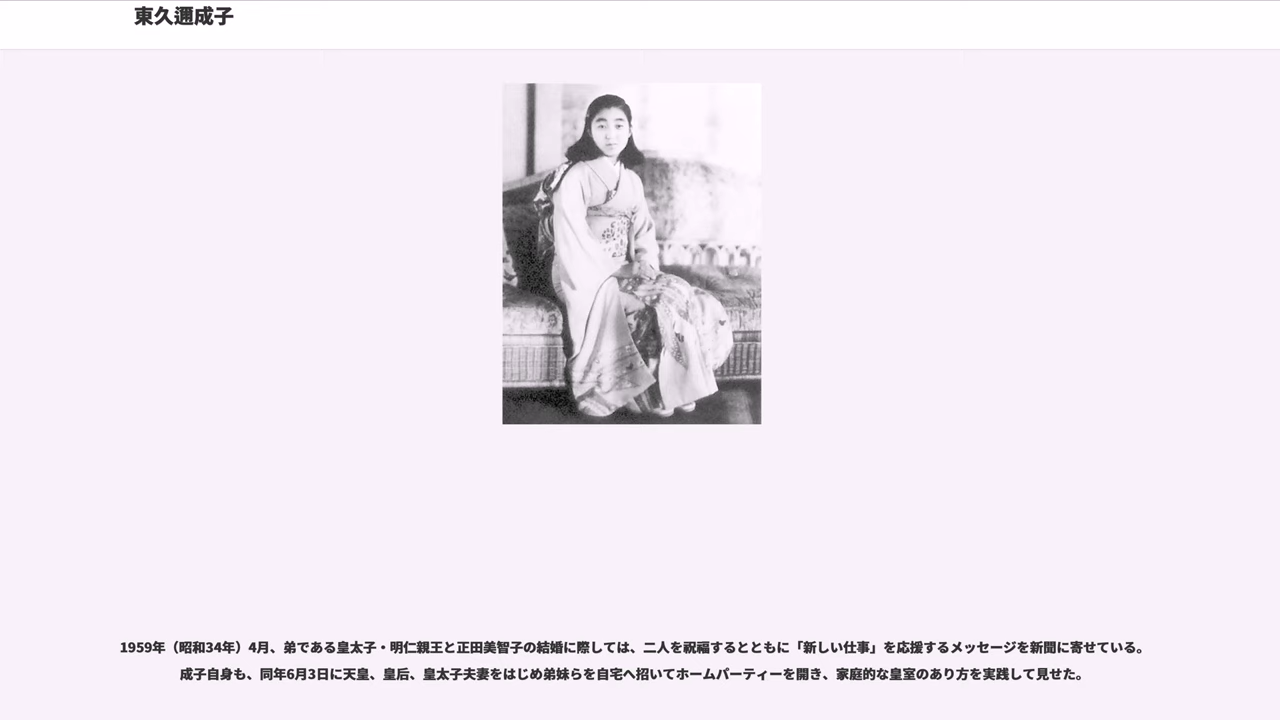 東久邇成子
1959年（昭和34年）4月、弟である皇太子・明仁親王と正田美智子の結婚に際しては、二人を祝福するとともに「新しい仕事」を応援するメッセージを新聞に寄せている。
成子自身も、同年6月3日に天皇、皇后、皇太子夫妻をはじめ弟妹らを自宅へ招いてホームパーティーを開き、家庭的な皇室のあり方を実践して見せた。